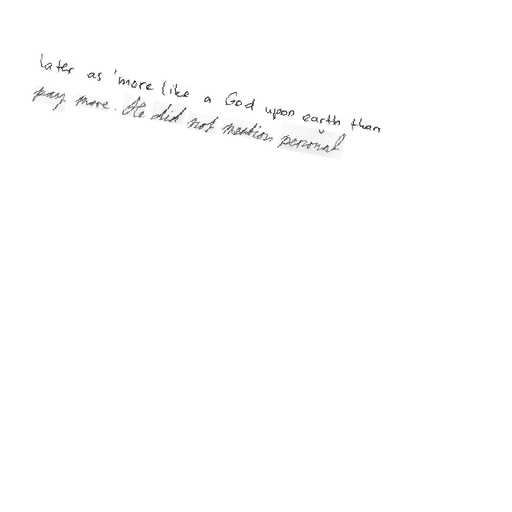 later as 'more like a God upon earth than
pay more. He did not mention personal